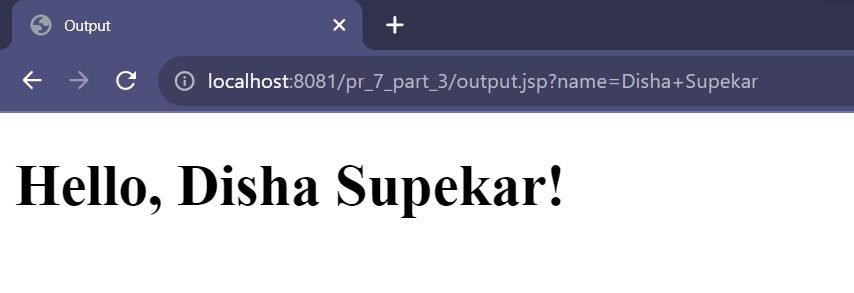 Output
localhost:8081/pr_7_part_3/output.jsp?name=Disha+Supekar
Hello, Disha Supekar!